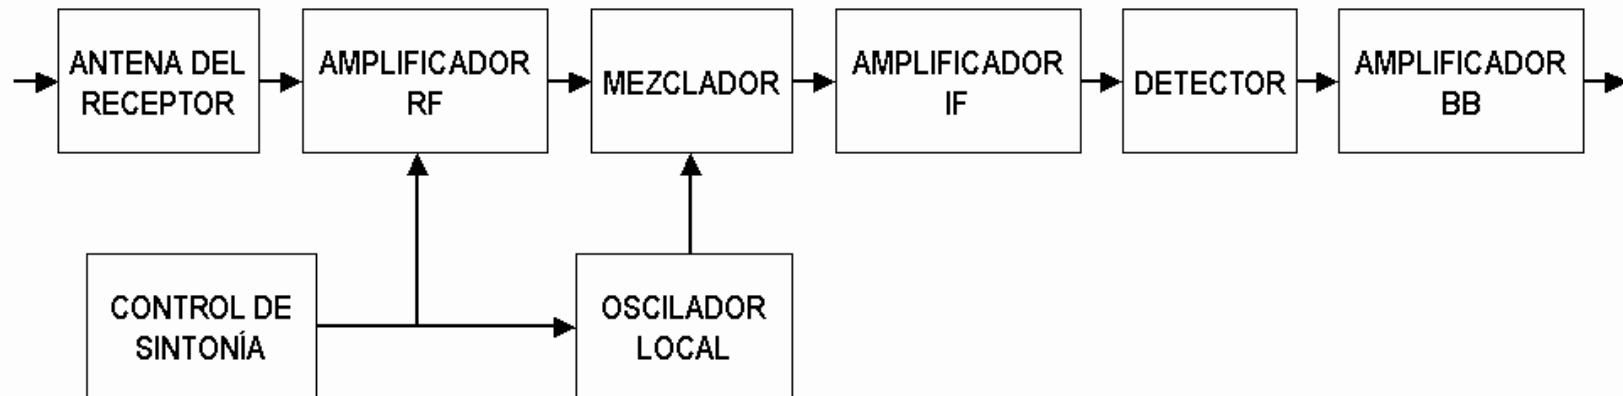 ANTENA DEL
RECEPTOR
AMPLIFICADOR
RF
MEZCLADOR
AMPLIFICADOR
IF
DETECTOR
AMPLIFICADOR
BB
CONTROL DE
SINTONÍA
OSCILADOR
LOCAL